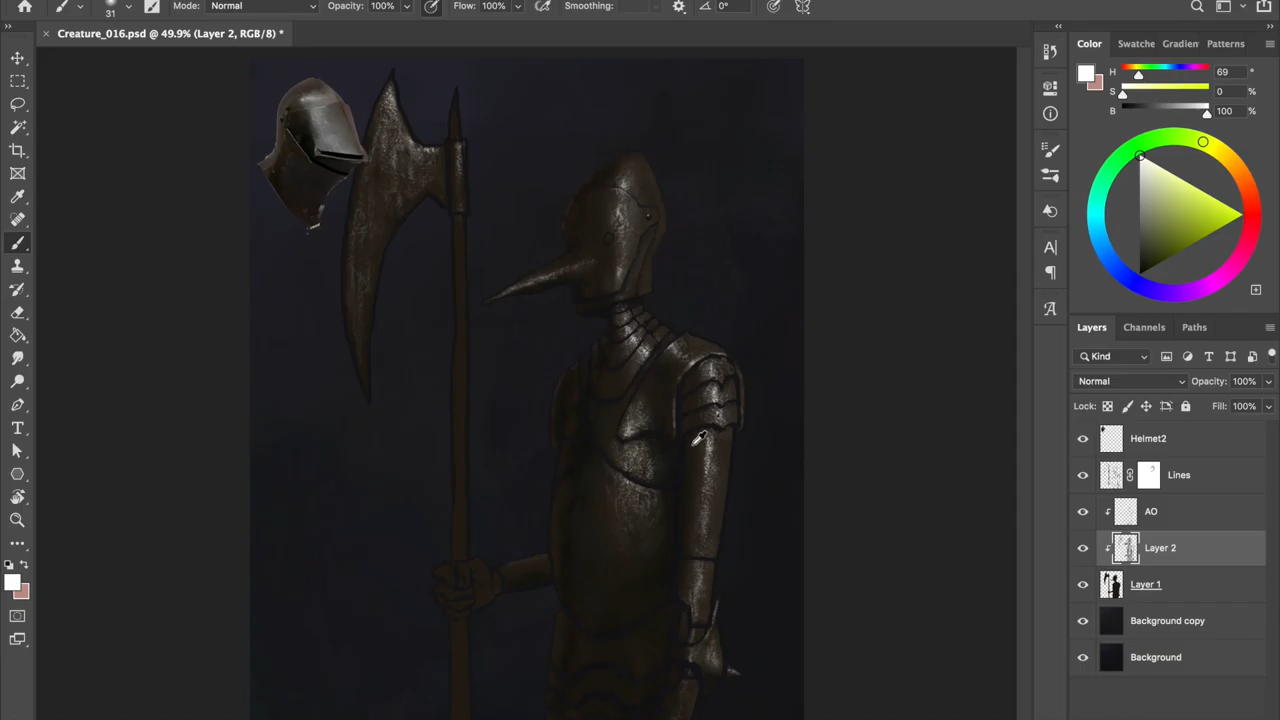 31 Mode: Normal Opacity: 100% Flow: 100% Smoothing: 0°
Creature_016.psd @ 49.9% (Layer 2, RGB/8) *
Color Swatche Gradien Patterns
H 69 °
S 0 %
B 100 %
Layers Channels Paths
Kind
Normal Opacity: 100%
Lock: Fill: 100%
Helmet2
Lines
AO
Layer 2
Layer 1
Background copy
Background